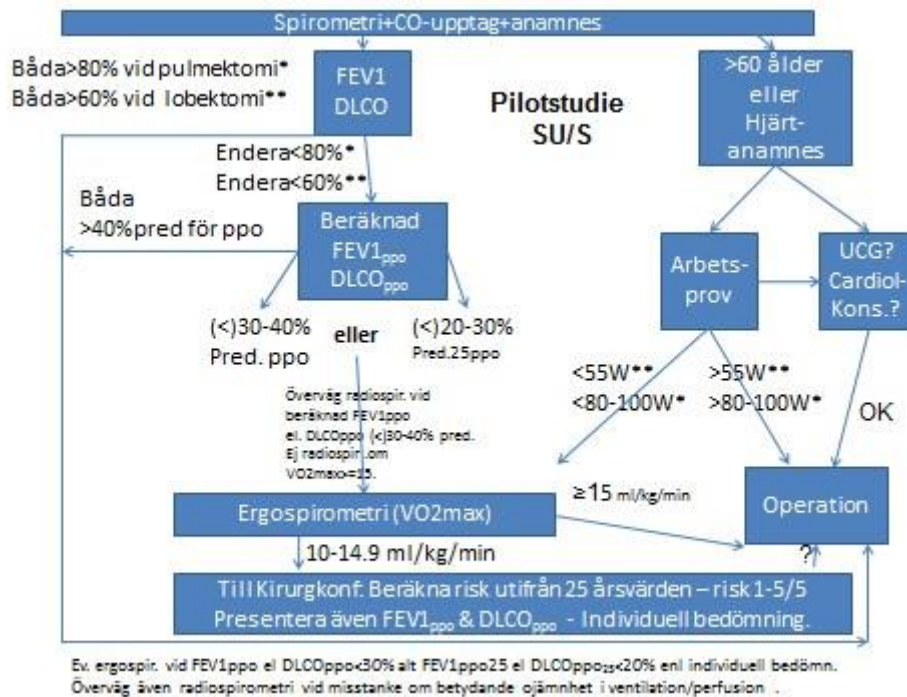 Spirometri+CO-upptag+anamnes
Båda>80% vid pulmektomi*
Båda>60% vid lobektomi**
FEV1
DLCO
Pilotstudie
SU/S
>60 ålder
eller
Hjärt-
anamnes
Endera<80%*
Endera<60%**
Båda
>40%pred för ppo
Beräknad
FEV1ppo
DLCOppo
Arbets-
prov
UCG?
Cardiol-
Kons.?
(<)30-40%
Pred. ppo
eller
(<)20-30%
Pred.25ppo
<55W**
<80-100W*
>55W**
>80-100W*
OK
Överväg radiospir. vid
beräknad FEV1ppo
el. DLCOppo (<)30-40% pred.
Ej radiospir.om
VO2max>=15.
≥15 ml/kg/min
Ergospirometri (VO2max)
Operation
10-14.9 ml/kg/min
?
Till Kirurgkonf: Beräkna risk utifrån 25 årsvärden – risk 1-5/5
Presentera även FEV1ppo & DLCOppo - Individuell bedömning.
Ev. ergospir. vid FEV1ppo el DLCOppo<30% alt FEV1ppo25 el DLCOppo25<20% enl individuell bedömn.
Överväg även radiospirometri vid misstanke om betydande ojämnhet i ventilation/perfusion .